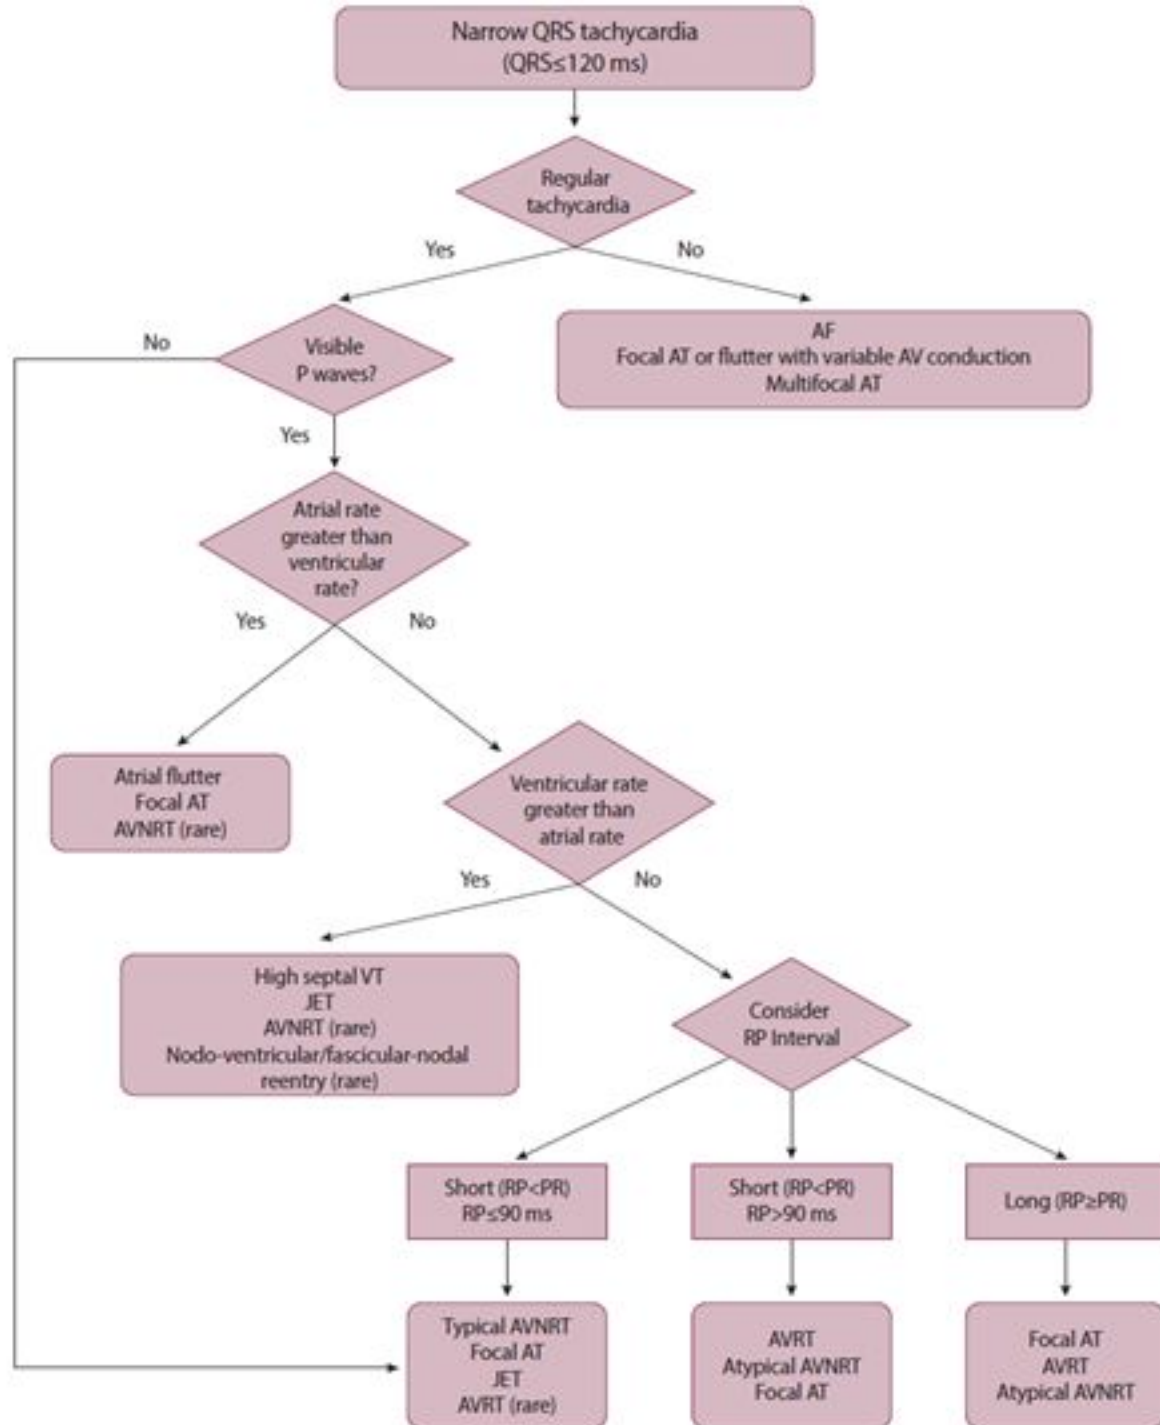 Narrow QRS tachycardia
(QRS≤120 ms)
Regular
tachycardia
Yes
No
No
Visible
P waves?
AF
Focal AT or flutter with variable AV conduction
Multifocal AT
Yes
Atrial rate
greater than
ventricular
rate?
Yes
No
Atrial flutter
Focal AT
AVNRT (rare)
Ventricular rate
greater than
atrial rate
Yes
No
High septal VT
JET
AVNRT (rare)
Nodo-ventricular/fascicular-nodal
reentry (rare)
Consider
RP Interval
Short (RP<PR)
RP≤90 ms
Short (RP<PR)
RP>90 ms
Long (RP≥PR)
Typical AVNRT
Focal AT
JET
AVRT (rare)
AVRT
Atypical AVNRT
Focal AT
Focal AT
AVRT
Atypical AVNRT